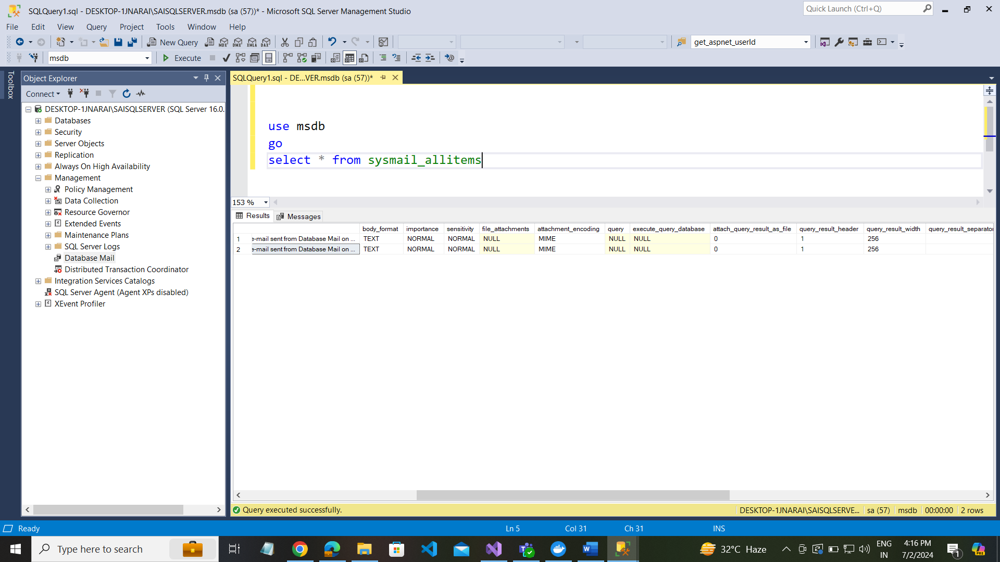 SQLQuery1.sql - DESKTOP-1JNARAI\SAISQLSERVER.msdb (sa (57))* - Microsoft SQL Server Management Studio
Quick Launch (Ctrl+Q)
File Edit View Query Project Tools Window Help
New Query MDX DMX XMLA DAX get_aspnet_userId
msdb Execute
Toolbox
Object Explorer
Connect
DESKTOP-1JNARAI\SAISQLSERVER (SQL Server 16.0.
Databases
Security
Server Objects
Replication
Always On High Availability
Management
Policy Management
Data Collection
Resource Governor
Extended Events
Maintenance Plans
SQL Server Logs
Database Mail
Distributed Transaction Coordinator
Integration Services Catalogs
SQL Server Agent (Agent XPs disabled)
XEvent Profiler
SQLQuery1.sql - DE...VER.msdb (sa (57))*
use msdb
go
select * from sysmail_allitems
153 %
Results Messages
body_format importance sensitivity file_attachments attachment_encoding query execute_query_database attach_query_result_as_file query_result_header query_result_width query_result_separator
1 e-mail sent from Database Mail on ... TEXT NORMAL NORMAL NULL MIME NULL NULL 0 1 256
2 e-mail sent from Database Mail on ... TEXT NORMAL NORMAL NULL MIME NULL NULL 0 1 256
Query executed successfully. DESKTOP-1JNARAI\SAISQLSERVE... sa (57) msdb 00:00:00 2 rows
Ready Ln 5 Col 31 Ch 31 INS
Type here to search
32°C Haze
ENG
IN
4:16 PM
7/2/2024
1
PRE